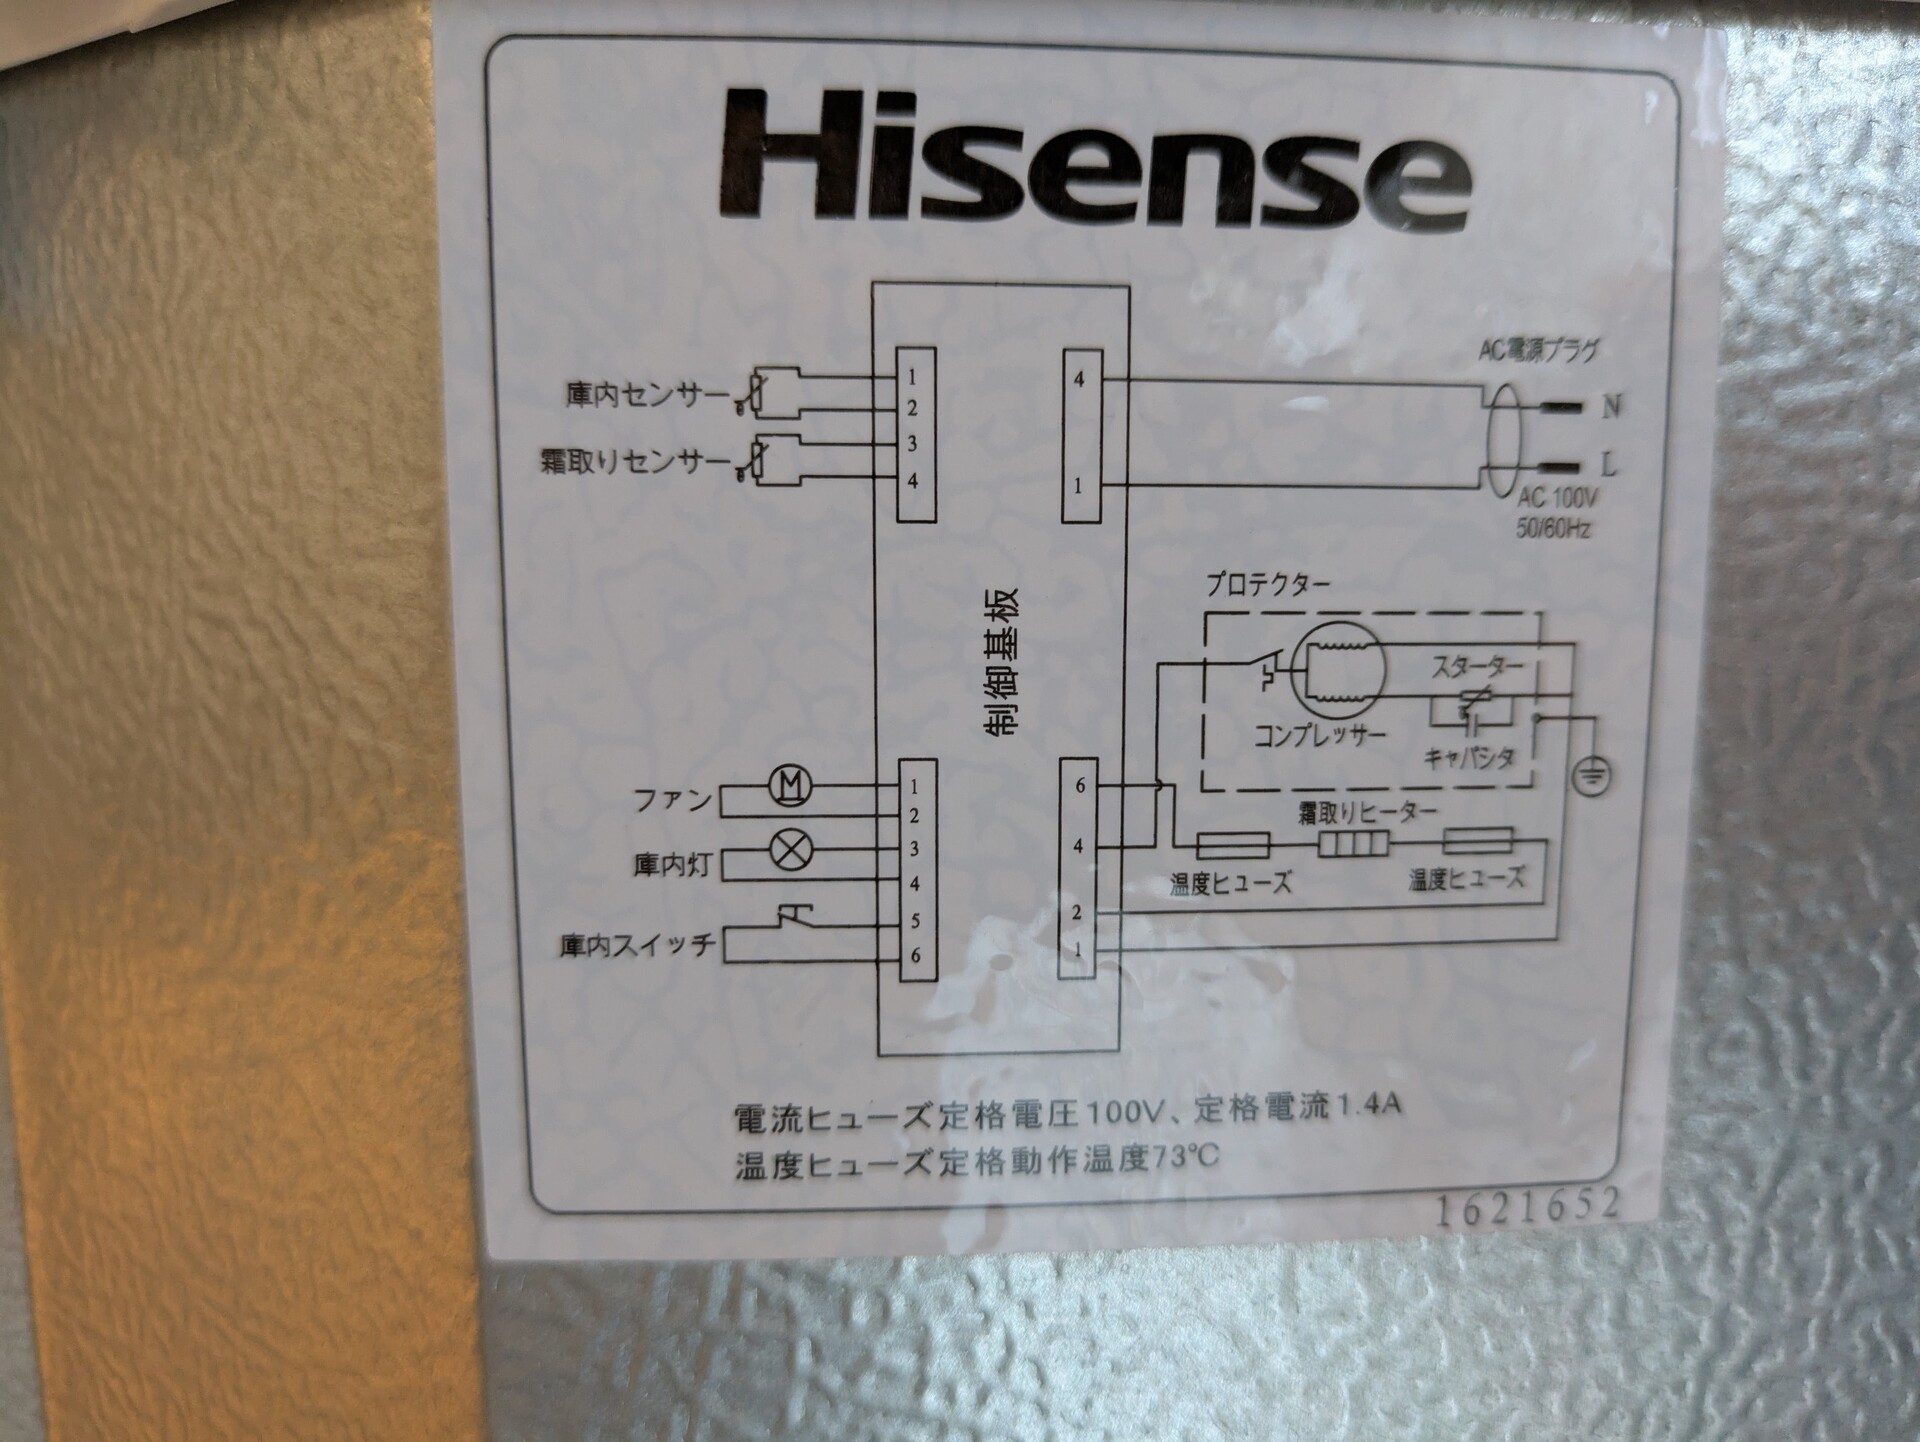 Hisense
AC電源プラグ
庫内センサー
1
2
3
4
霜取りセンサー
4
1
N
L
AC 100V
50/60Hz
制御基板
プロテクター
スターター
コンプレッサー
キャパシタ
ファン
M
庫内灯
庫内スイッチ
1
2
3
4
5
6
6
4
2
1
霜取りヒーター
温度ヒューズ
温度ヒューズ
電流ヒューズ定格電圧100V、定格電流1.4A
温度ヒューズ定格動作温度73℃
1621652